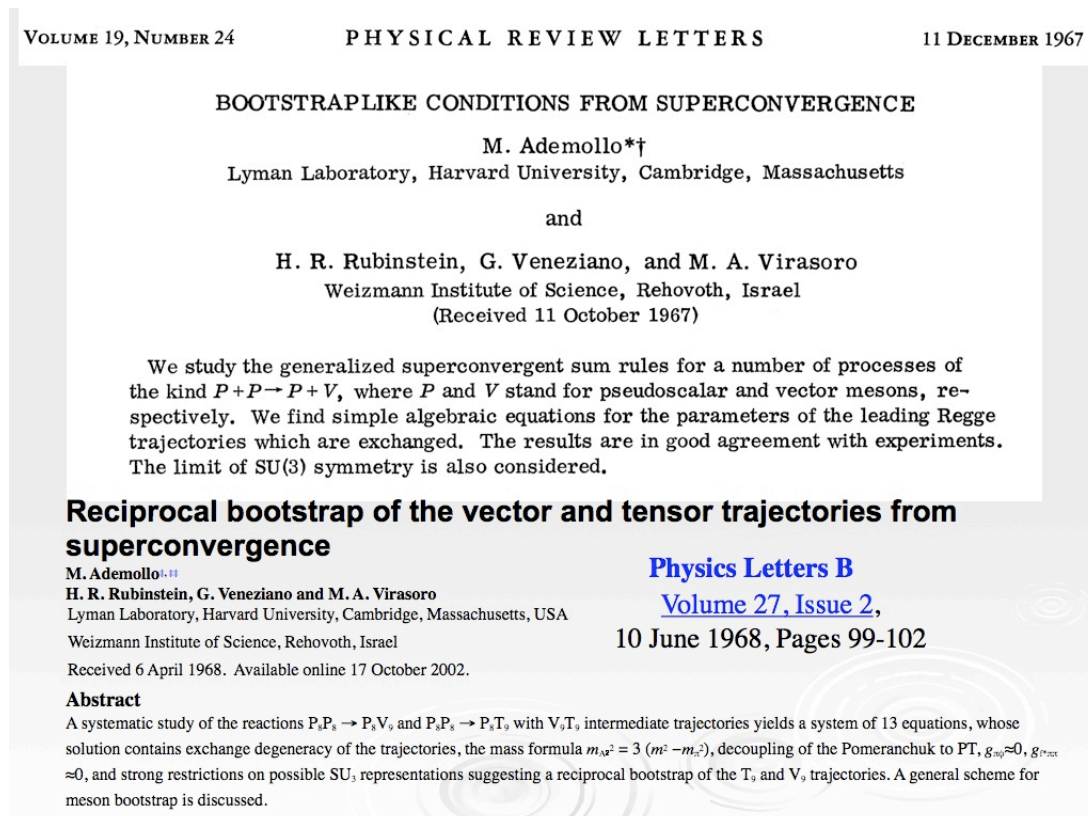 VOLUME 19, NUMBER 24 PHYSICAL REVIEW LETTERS 11 DECEMBER 1967
BOOTSTRAPLIKE CONDITIONS FROM SUPERCONVERGENCE
M. Ademollo*†
Lyman Laboratory, Harvard University, Cambridge, Massachusetts
and
H. R. Rubinstein, G. Veneziano, and M. A. Virasoro
Weizmann Institute of Science, Rehovoth, Israel
(Received 11 October 1967)
We study the generalized superconvergent sum rules for a number of processes of
the kind P+P→P+V, where P and V stand for pseudoscalar and vector mesons, re-
spectively. We find simple algebraic equations for the parameters of the leading Regge
trajectories which are exchanged. The results are in good agreement with experiments.
The limit of SU(3) symmetry is also considered.
Reciprocal bootstrap of the vector and tensor trajectories from
superconvergence
M. Ademollo
H. R. Rubinstein, G. Veneziano and M. A. Virasoro
Lyman Laboratory, Harvard University, Cambridge, Massachusetts, USA
Weizmann Institute of Science, Rehovoth, Israel
Received 6 April 1968. Available online 17 October 2002.
Physics Letters B
Volume 27, Issue 2,
10 June 1968, Pages 99-102
Abstract
A systematic study of the reactions P₈P₈ → P₈V₉ and P₈P₈ → P₈T₉ with V₉T₉ intermediate trajectories yields a system of 13 equations, whose
solution contains exchange degeneracy of the trajectories, the mass formula = 3 decoupling of the Pomeranchuk to PT,
≈0, and strong restrictions on possible SU₃ representations suggesting a reciprocal bootstrap of the T₉ and V₉ trajectories. A general scheme for
meson bootstrap is discussed.